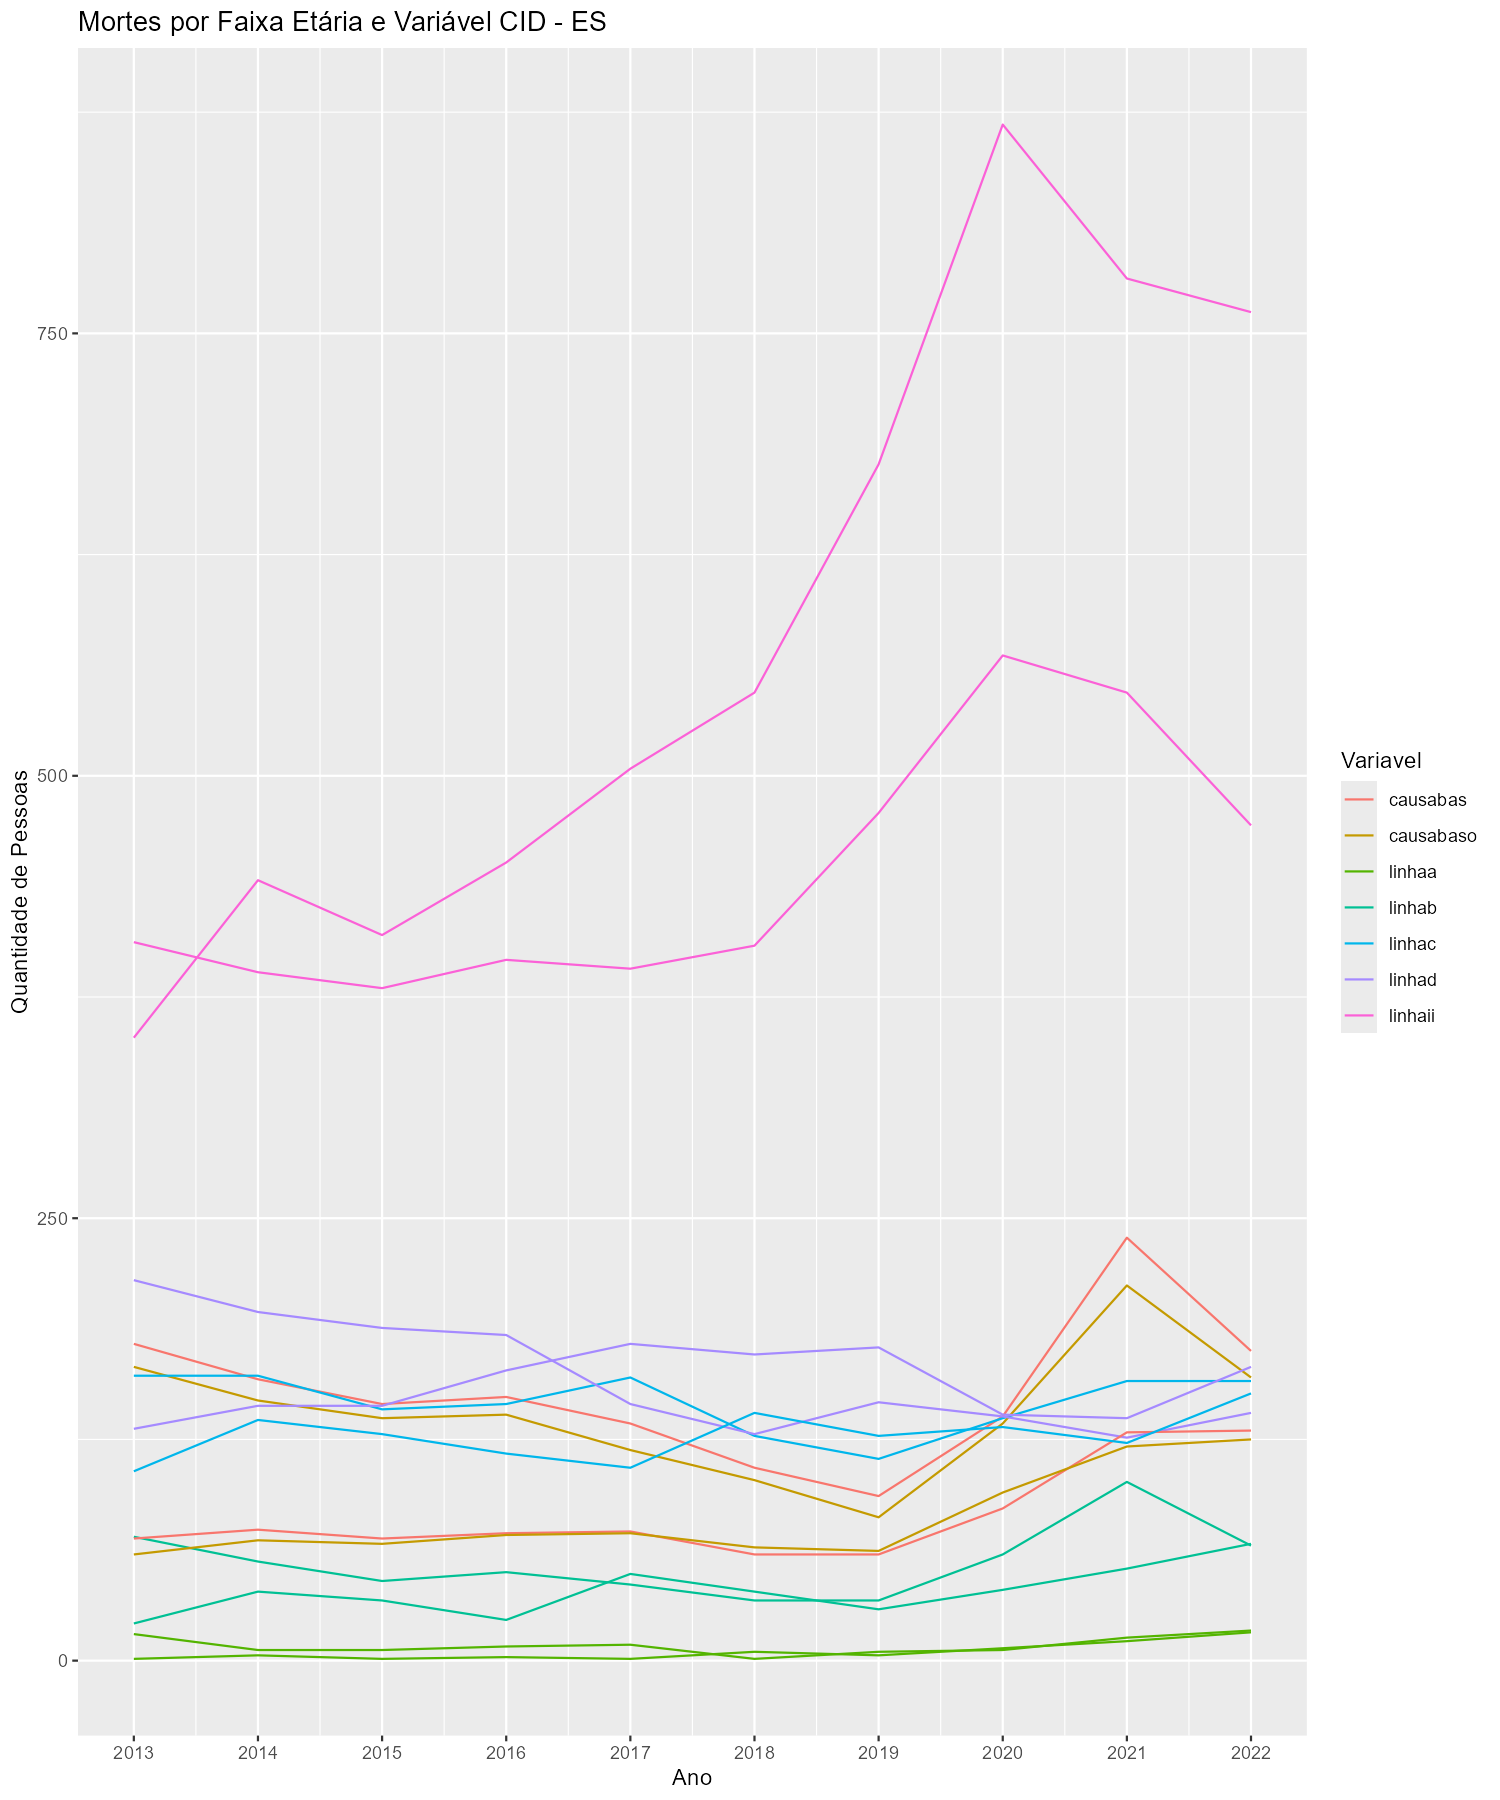 Mortes por Faixa Etária e Variável CID - ES
Quantidade de Pessoas
750
500
250
0
2013 2014 2015 2016 2017 2018 2019 2020 2021 2022
Ano
Variavel
causabas
causabaso
linhaa
linhab
linhac
linhad
linhaii